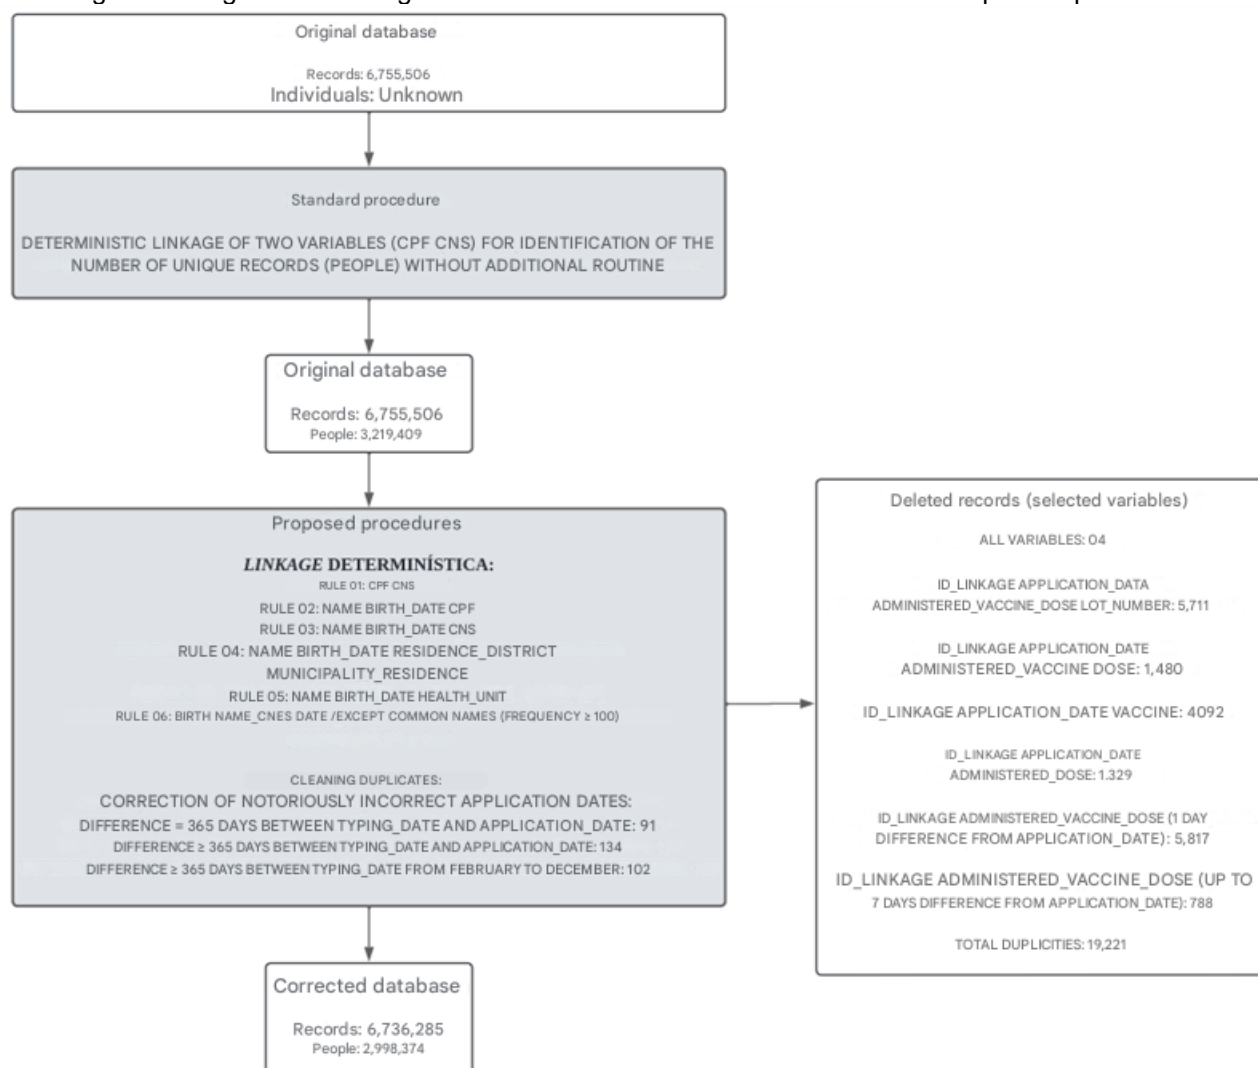 Original database
Records: 6,755,506
Individuals: Unknown
Standard procedure
DETERMINISTIC LINKAGE OF TWO VARIABLES (CPF CNS) FOR IDENTIFICATION OF THE
NUMBER OF UNIQUE RECORDS (PEOPLE) WITHOUT ADDITIONAL ROUTINE
Original database
Records: 6,755,506
People: 3,219,409
Proposed procedures
LINKAGE DETERMINÍSTICA:
RULE 01: CPF CNS
RULE 02: NAME BIRTH_DATE CPF
RULE 03: NAME BIRTH_DATE CNS
RULE 04: NAME BIRTH_DATE RESIDENCE_DISTRICT
MUNICIPALITY_RESIDENCE
RULE 05: NAME BIRTH_DATE HEALTH_UNIT
RULE 06: BIRTH NAME_CNES DATE /EXCEPT COMMON NAMES (FREQUENCY ≥ 100)
CLEANING DUPLICATES:
CORRECTION OF NOTORIOUSLY INCORRECT APPLICATION DATES:
DIFFERENCE = 365 DAYS BETWEEN TYPING_DATE AND APPLICATION_DATE: 91
DIFFERENCE ≥ 365 DAYS BETWEEN TYPING_DATE AND APPLICATION_DATE: 134
DIFFERENCE ≥ 365 DAYS BETWEEN TYPING_DATE FROM FEBRUARY TO DECEMBER: 102
Deleted records (selected variables)
ALL VARIABLES: 04
ID_LINKAGE APPLICATION_DATA
ADMINISTERED_VACCINE_DOSE LOT_NUMBER: 5,711
ID_LINKAGE APPLICATION_DATE
ADMINISTERED_VACCINE DOSE: 1,480
ID_LINKAGE APPLICATION_DATE VACCINE: 4092
ID_LINKAGE APPLICATION_DATE
ADMINISTERED_DOSE: 1.329
ID_LINKAGE ADMINISTERED_VACCINE_DOSE (1 DAY
DIFFERENCE FROM APPLICATION_DATE): 5,817
ID_LINKAGE ADMINISTERED_VACCINE_DOSE (UP TO
7 DAYS DIFFERENCE FROM APPLICATION_DATE): 788
TOTAL DUPLICITIES: 19,221
Corrected database
Records: 6,736,285
People: 2,998,374